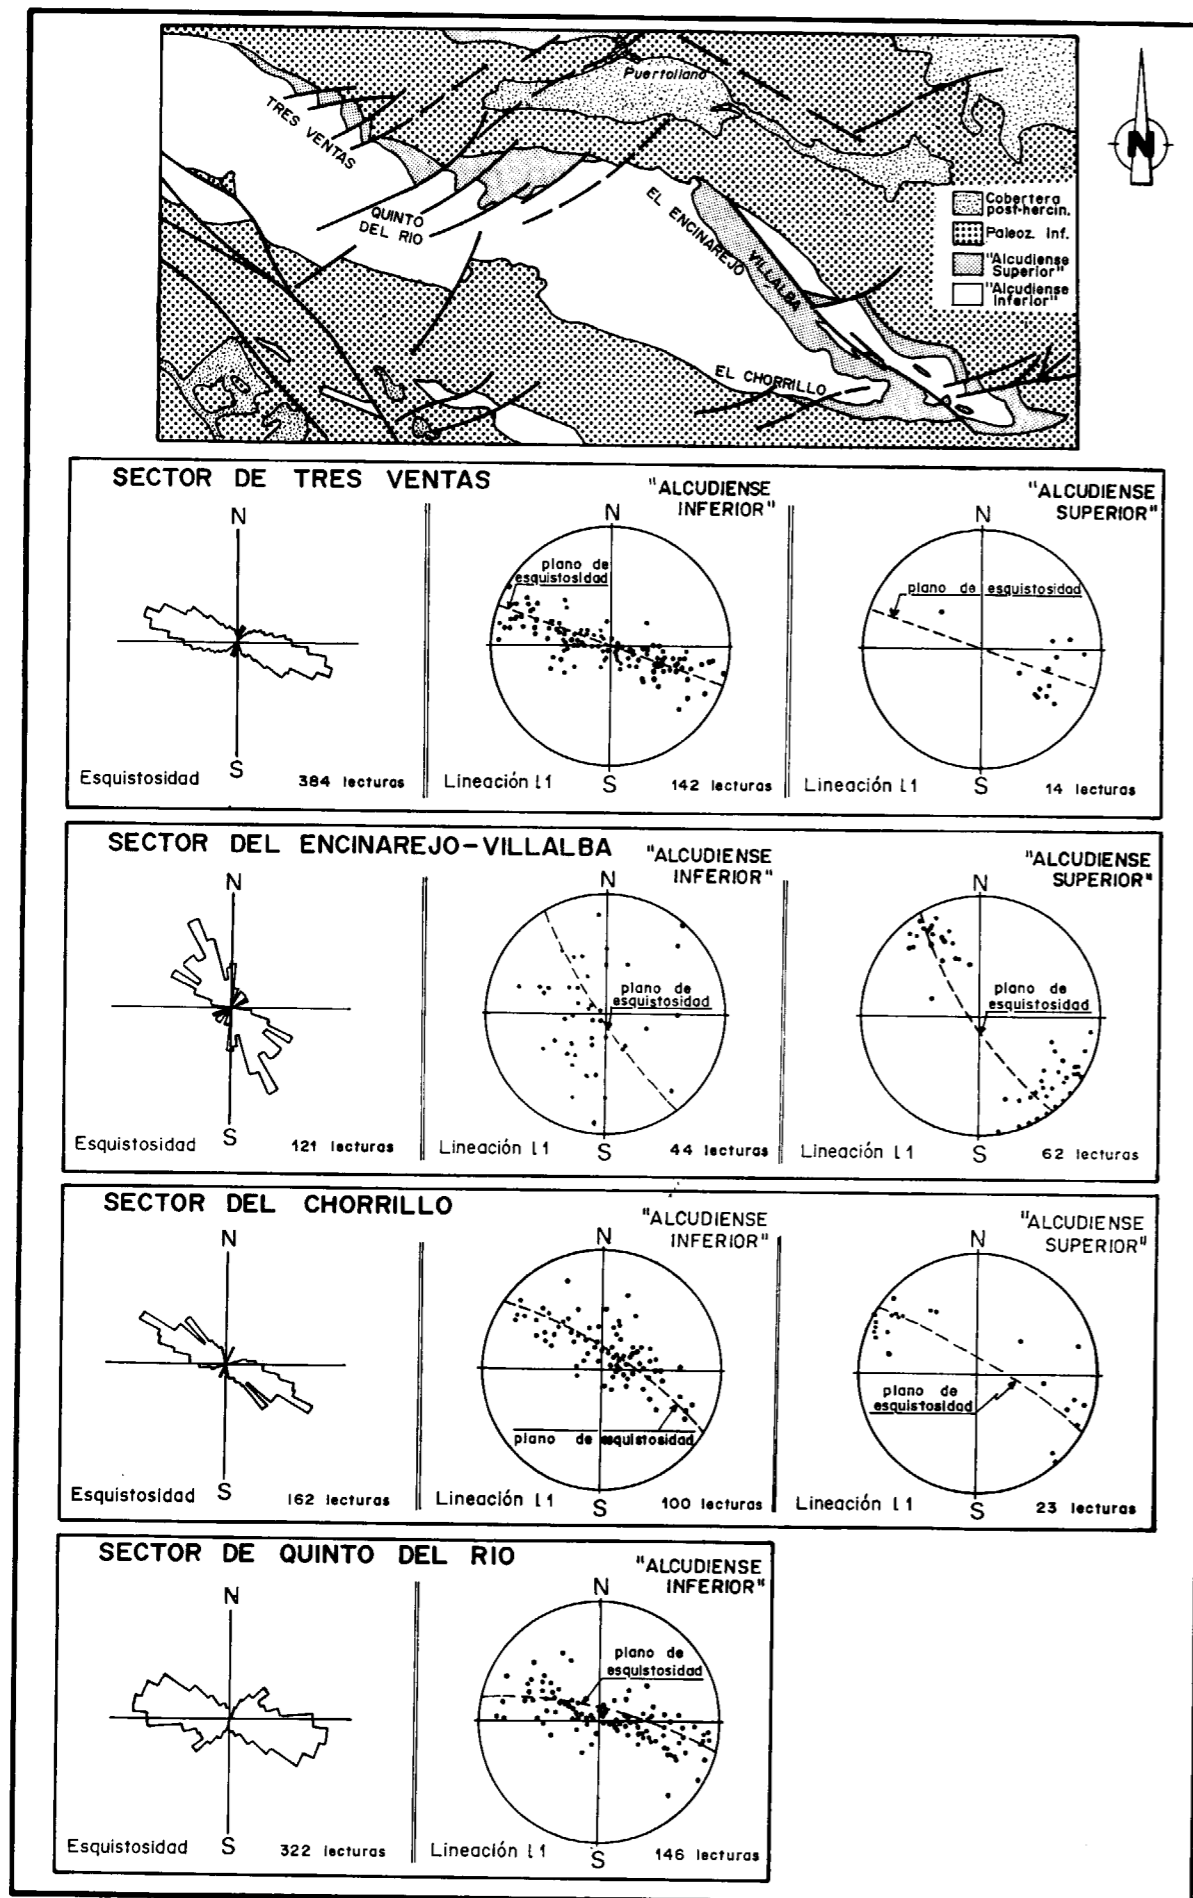 Puertollano
N
TRES VENTAS
QUINTO
DEL RIO
EL ENCINAREJO
VILLALBA
EL CHORRILLO
Cobertera
post-hercin.
Paleoz. Inf.
"Alcudiense
Superior"
"Alcudiense
Inferior"
SECTOR DE TRES VENTAS
"ALCUDIENSE
INFERIOR"
"ALCUDIENSE
SUPERIOR"
N
N
N
plano de
esquistosidad
plano de esquistosidad
S
S
S
Esquistosidad
384 lecturas
Lineación l1
142 lecturas
Lineación l1
14 lecturas
SECTOR DEL ENCINAREJO-VILLALBA
"ALCUDIENSE
INFERIOR"
"ALCUDIENSE
SUPERIOR"
N
N
N
plano de
esquistosidad
plano de
esquistosidad
S
S
S
Esquistosidad
121 lecturas
Lineación l1
44 lecturas
Lineación l1
62 lecturas
SECTOR DEL CHORRILLO
"ALCUDIENSE
INFERIOR"
"ALCUDIENSE
SUPERIOR"
N
N
N
plano de esquistosidad
plano de
esquistosidad
S
S
S
Esquistosidad
162 lecturas
Lineación l1
100 lecturas
Lineación l1
23 lecturas
SECTOR DE QUINTO DEL RIO
"ALCUDIENSE
INFERIOR"
N
N
plano de
esquistosidad
S
S
Esquistosidad
322 lecturas
Lineación l1
146 lecturas